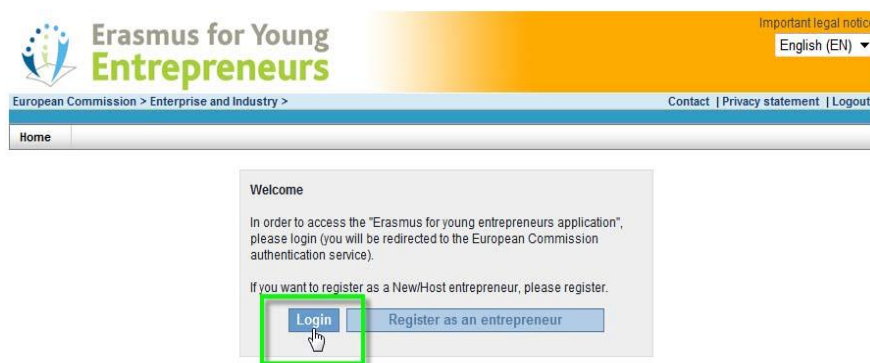 Important legal notice
Erasmus for Young
Entrepreneurs
English (EN)
European Commission > Enterprise and Industry >
Contact | Privacy statement | Logout
Home
Welcome
In order to access the "Erasmus for young entrepreneurs application",
please login (you will be redirected to the European Commission
authentication service).
If you want to register as a New/Host entrepreneur, please register.
Login
Register as an entrepreneur